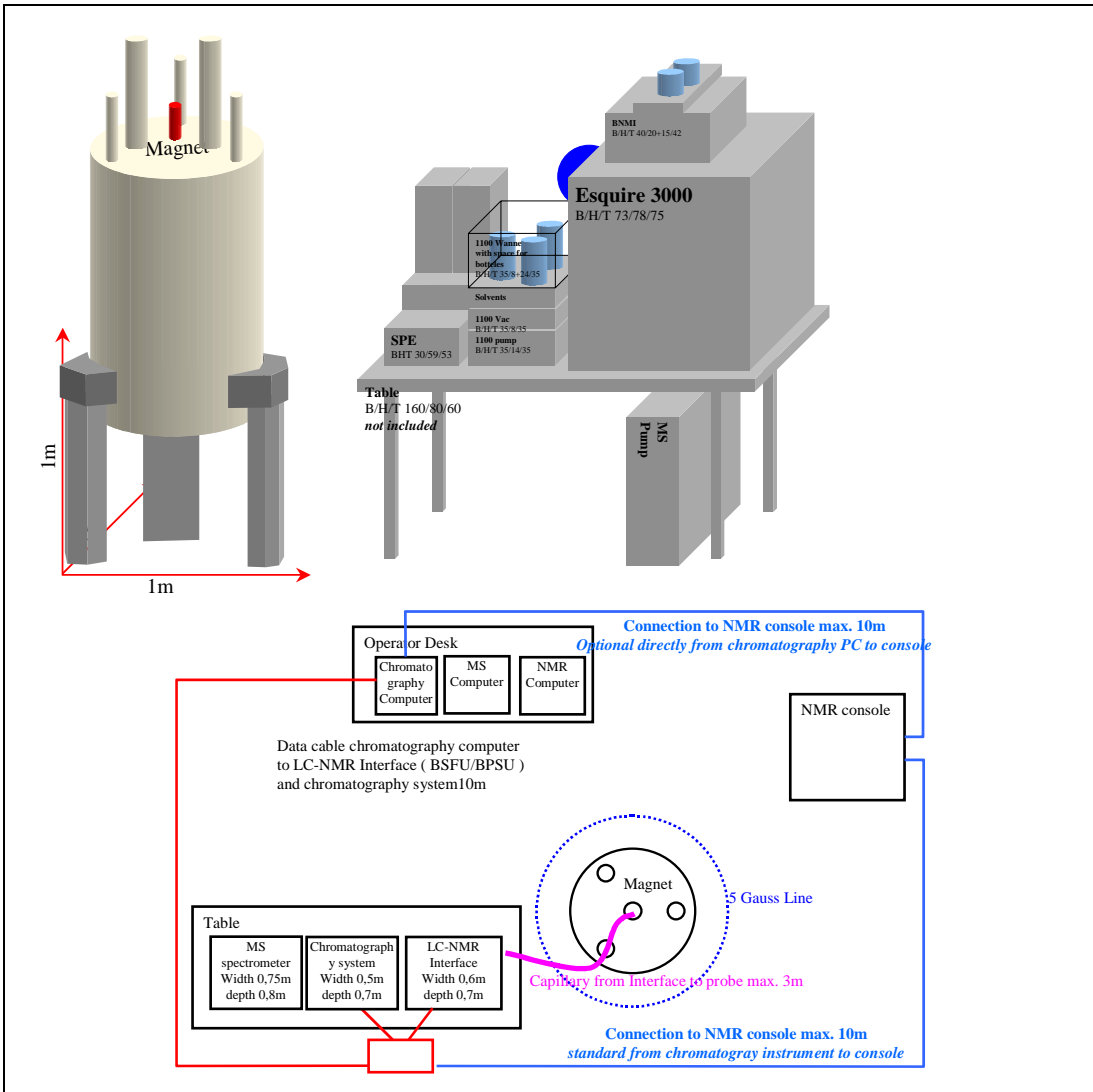 Magnet
1m
1m
BNMI
B/H/T 40/20+15/42
Esquire 3000
B/H/T 73/78/75
1100 Wanne
with space for
botteles
B/H/T 35/8+24/35
Solvents
1100 Vac
B/H/T 35/8/35
1100 pump
B/H/T 35/14/35
SPE
BHT 30/59/53
Table
B/H/T 160/80/60
not included
MS
Pump
Connection to NMR console max. 10m
Optional directly from chromatography PC to console
Operator Desk
Chromato
graphy
Computer
MS
Computer
NMR
Computer
NMR console
Data cable chromatography computer
to LC-NMR Interface ( BSFU/BPSU )
and chromatography system10m
Magnet
5 Gauss Line
Table
MS
spectrometer
Width 0,75m
depth 0,8m
Chromatograph
y system
Width 0,5m
depth 0,7m
LC-NMR
Interface
Width 0,6m
depth 0,7m
Capillary from Interface to probe max. 3m
Connection to NMR console max. 10m
standard from chromatogray instrument to console